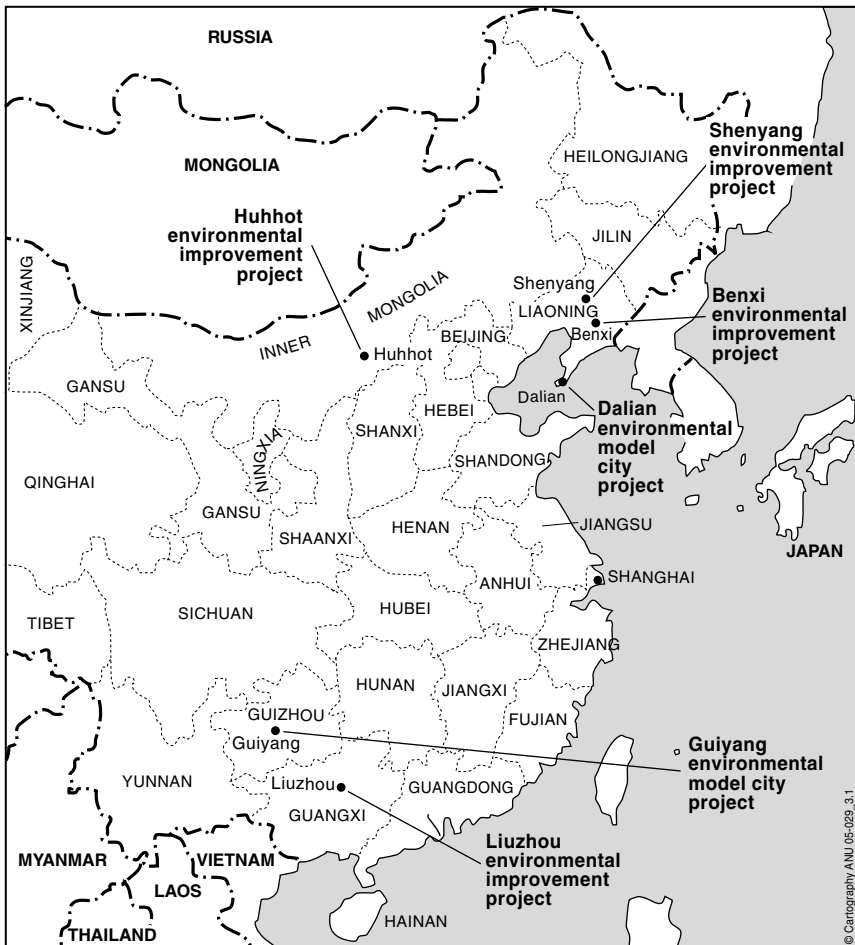 RUSSIA
MONGOLIA
HEILONGJIANG
Shenyang
environmental
improvement
project
Huhhot
environmental
improvement
project
JILIN
XINJIANG
INNER
MONGOLIA
Shenyang
LIAONING
Benxi
Benxi
environmental
improvement
project
BEIJING
Huhhot
GANSU
Dalian
Dalian
environmental
model
city
project
HEBEI
SHANXI
NINGXIA
SHANDONG
QINGHAI
GANSU
SHAANXI
HENAN
JIANGSU
JAPAN
ANHUI
SHANGHAI
TIBET
SICHUAN
HUBEI
ZHEJIANG
HUNAN
JIANGXI
FUJIAN
GUIZHOU
Guiyang
Guiyang
environmental
model city
project
YUNNAN
Liuzhou
GUANGXI
GUANGDONG
Liuzhou
environmental
improvement
project
MYANMAR
VIETNAM
LAOS
THAILAND
HAINAN
© Cartography ANU 05-029_3.1